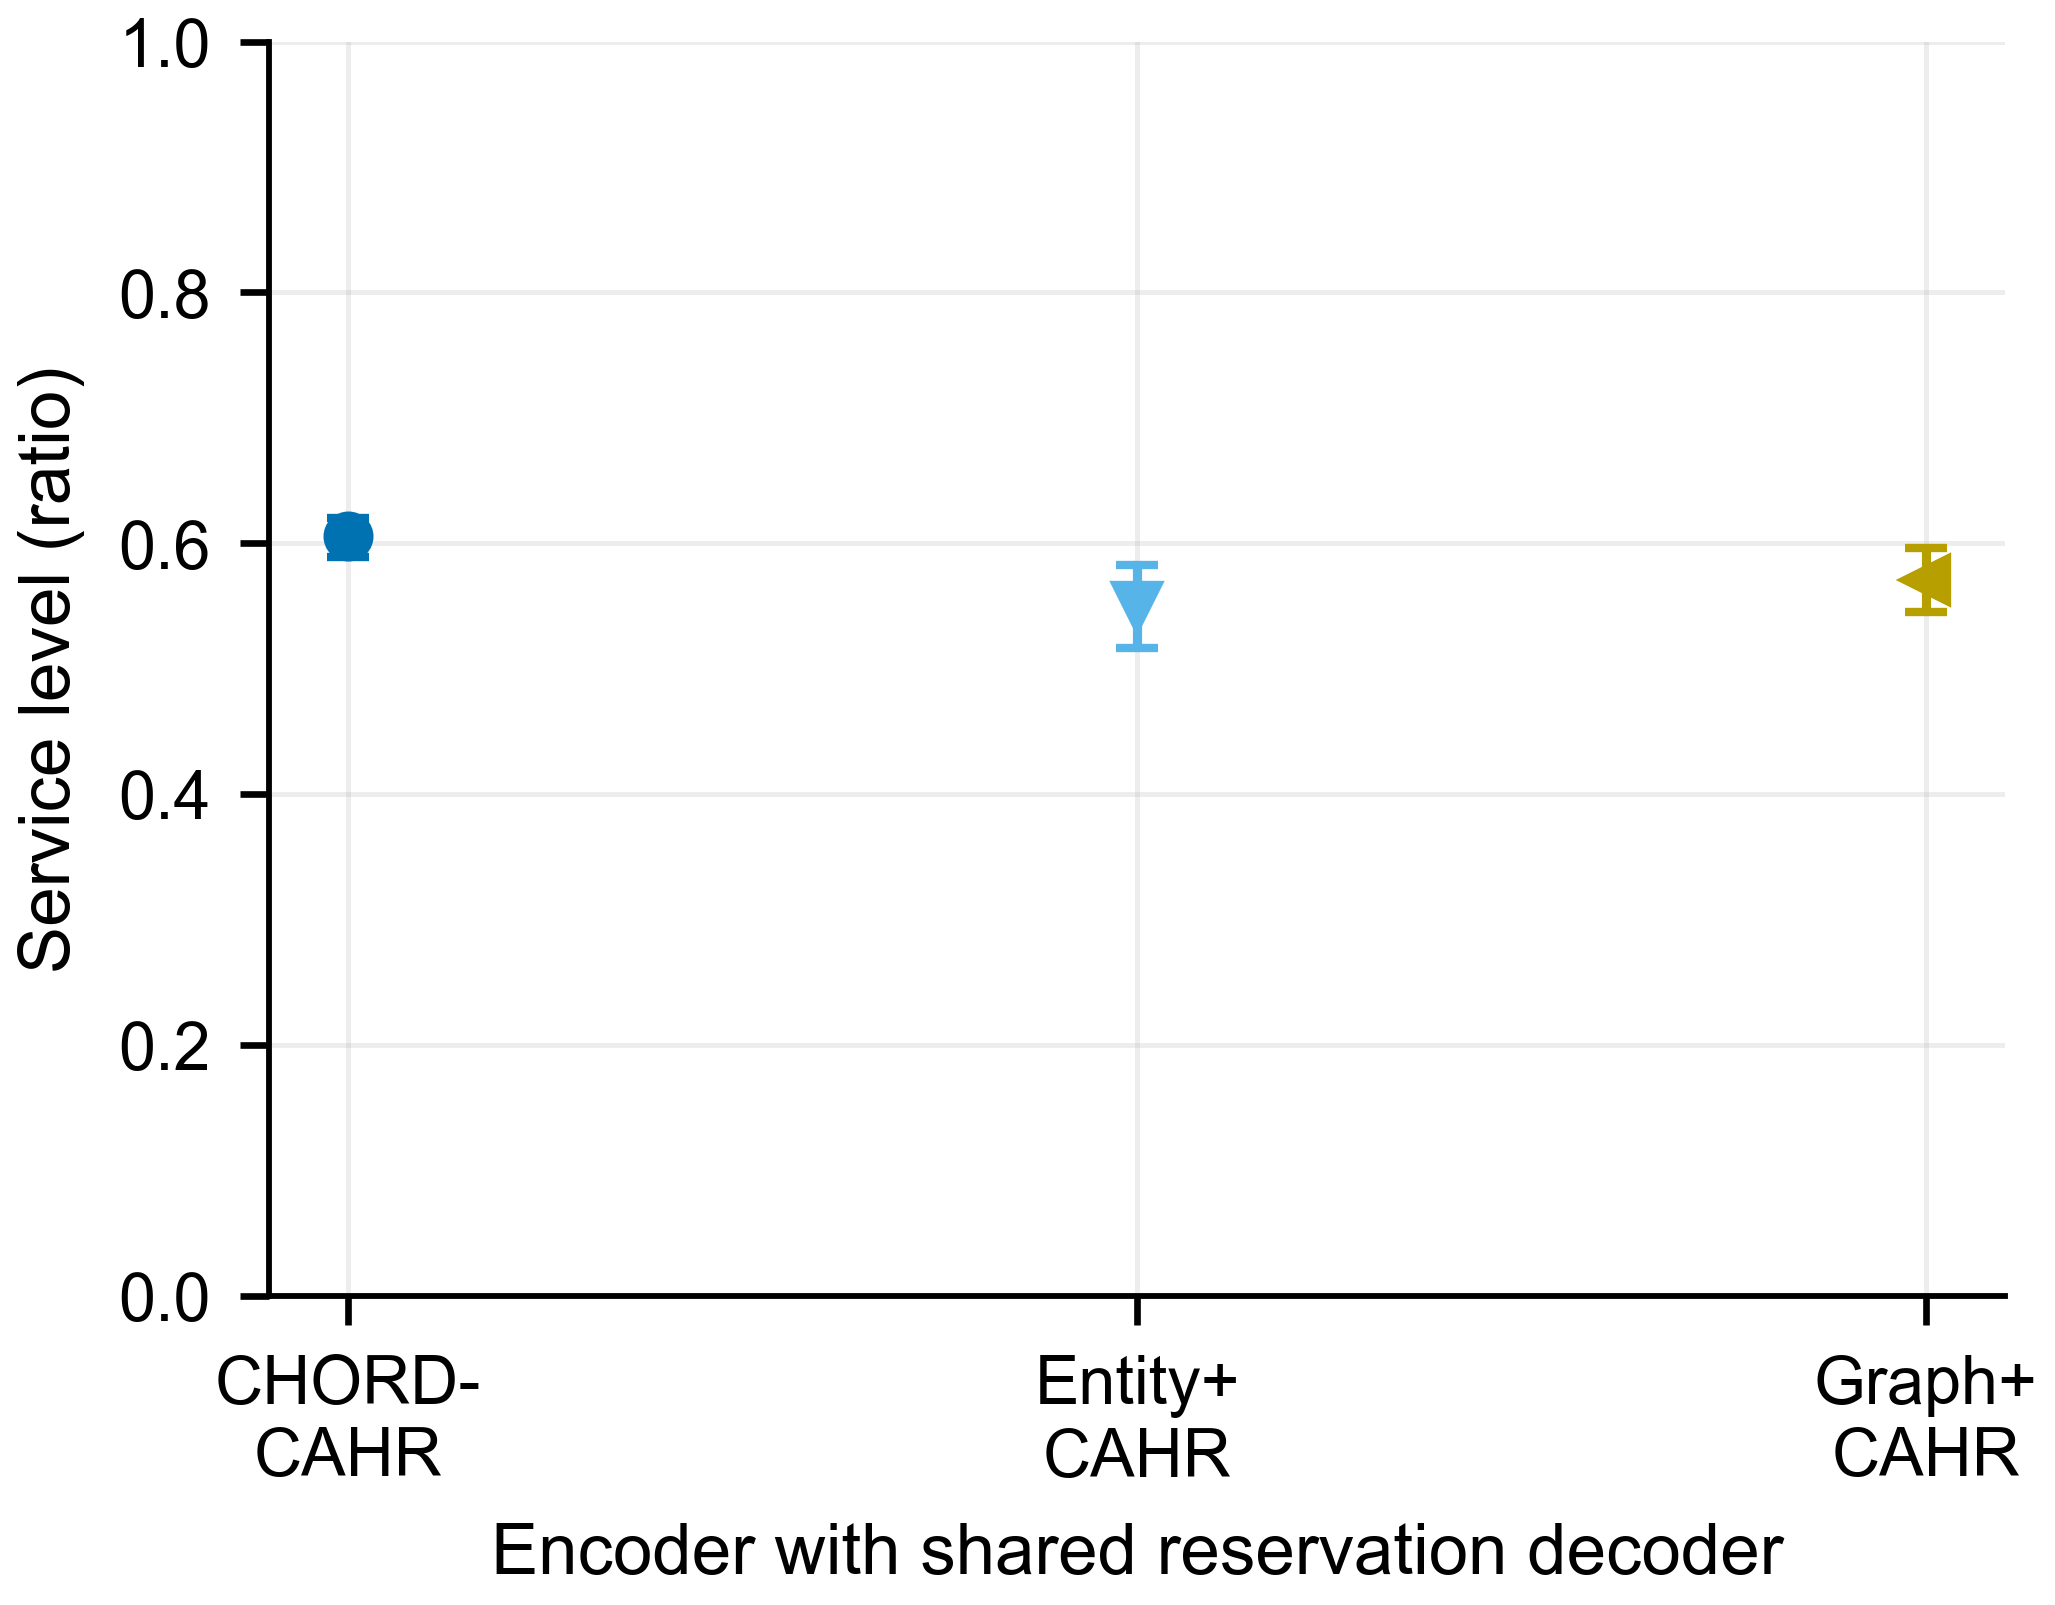 1.0
0.8
0.6
0.4
0.2
0.0
Service level (ratio)
CHORD-
CAHR
Entity+
CAHR
Graph+
CAHR
Encoder with shared reservation decoder